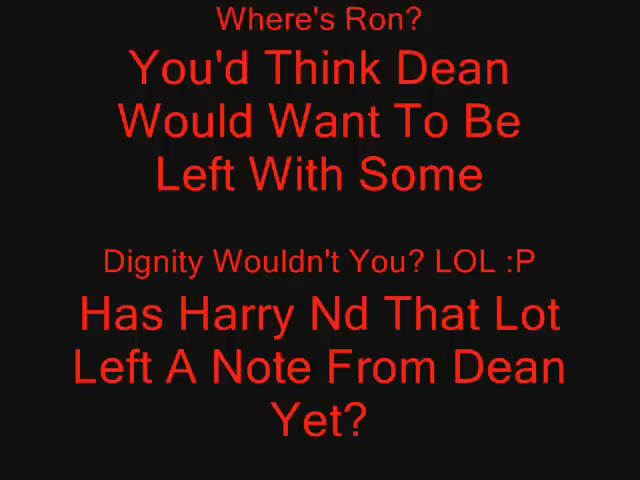 Where's Ron?
You'd Think Dean
Would Want To Be
Left With Some
Dignity Wouldn't You? LOL :P
Has Harry Nd That Lot
Left A Note From Dean
Yet?